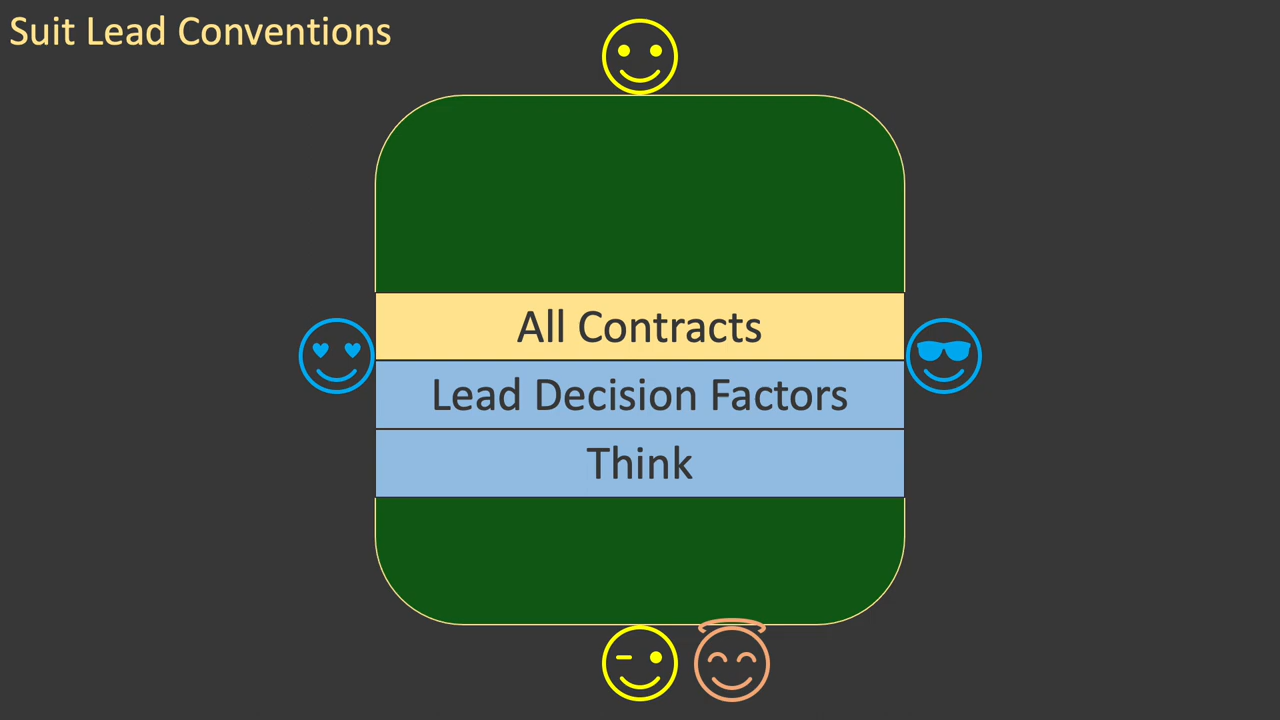 Suit Lead Conventions
All Contracts
Lead Decision Factors
Think